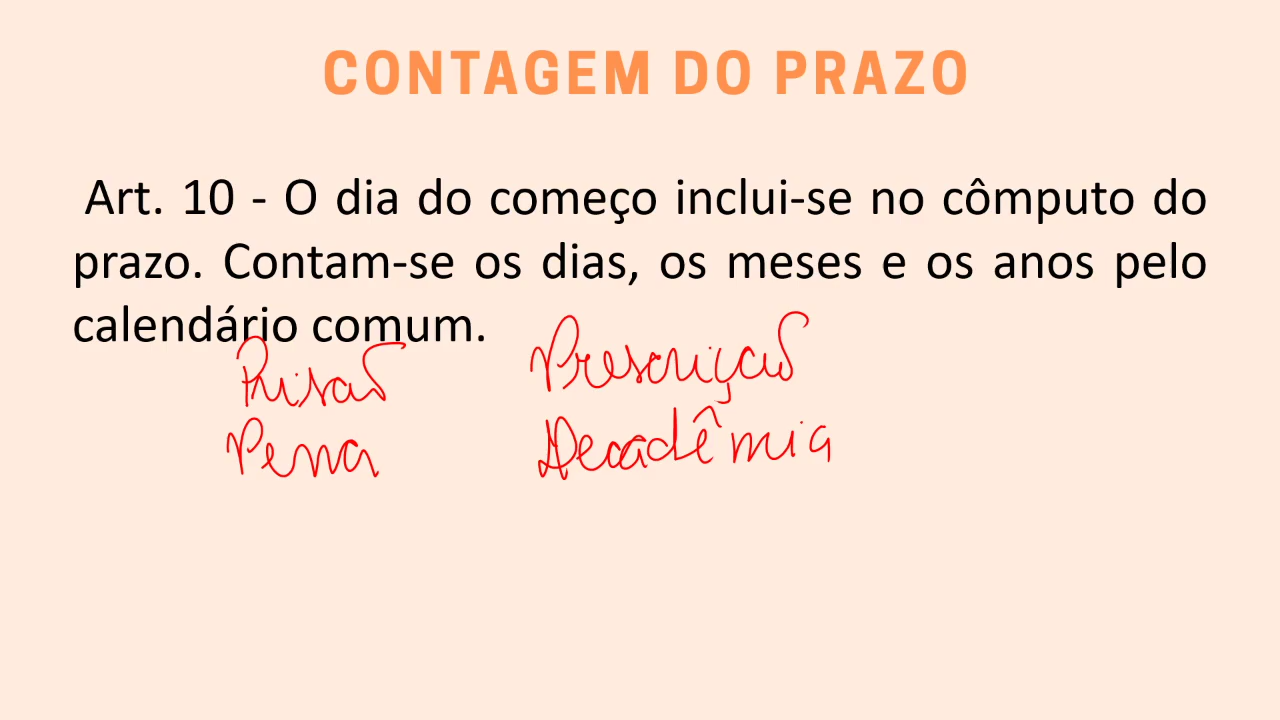 CONTAGEM DO PRAZO
Art. 10 - O dia do começo inclui-se no cômputo do
prazo. Contam-se os dias, os meses e os anos pelo
calendário comum.
Prisão Prescrição
Pena Decadência